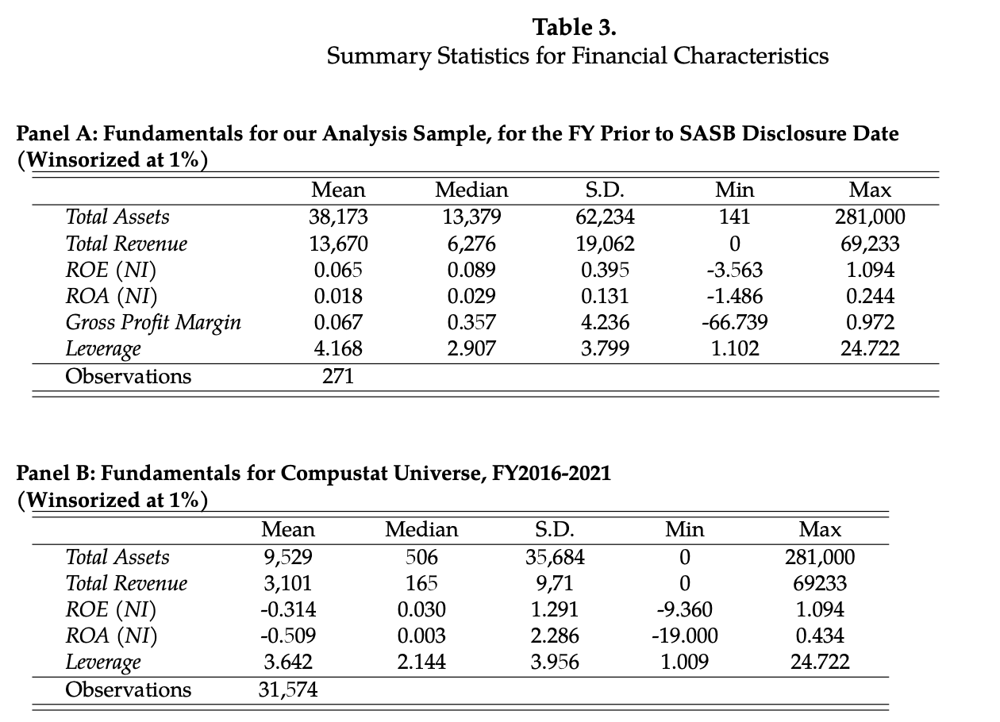 Table 3.
Summary Statistics for Financial Characteristics
Panel A: Fundamentals for our Analysis Sample, for the FY Prior to SASB Disclosure Date
(Winsorized at 1%)
Mean Median S.D. Min Max
Total Assets 38,173 13,379 62,234 141 281,000
Total Revenue 13,670 6,276 19,062 0 69,233
ROE (NI) 0.065 0.089 0.395 -3.563 1.094
ROA (NI) 0.018 0.029 0.131 -1.486 0.244
Gross Profit Margin 0.067 0.357 4.236 -66.739 0.972
Leverage 4.168 2.907 3.799 1.102 24.722
Observations 271
Panel B: Fundamentals for Compustat Universe, FY2016-2021
(Winsorized at 1%)
Mean Median S.D. Min Max
Total Assets 9,529 506 35,684 0 281,000
Total Revenue 3,101 165 9,71 0 69233
ROE (NI) -0.314 0.030 1.291 -9.360 1.094
ROA (NI) -0.509 0.003 2.286 -19.000 0.434
Leverage 3.642 2.144 3.956 1.009 24.722
Observations 31,574